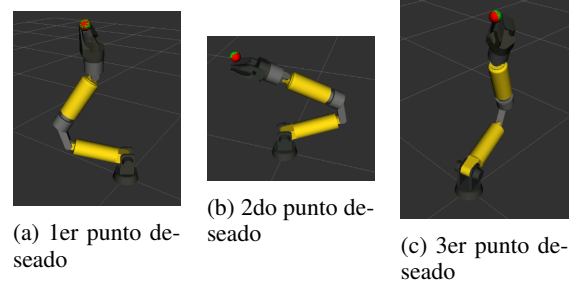 (a) 1er punto de-
seado
(b) 2do punto de-
seado
(c) 3er punto de-
seado